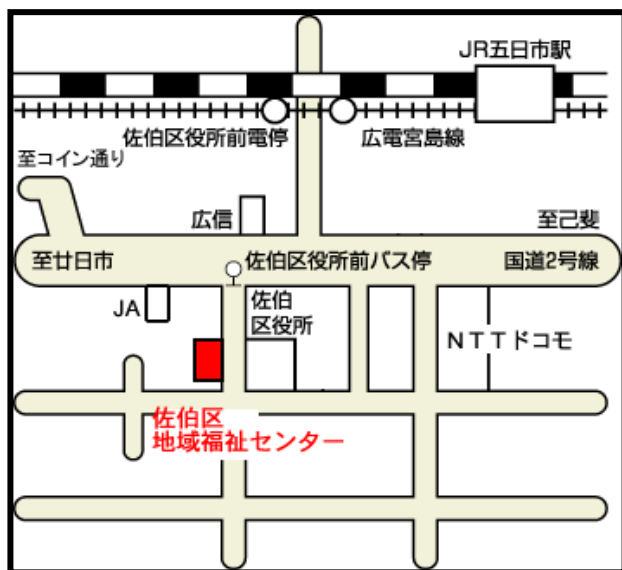 JR五日市駅
佐伯区役所前電停
広電宮島線
至コイン通り
広信
至己斐
至廿日市
佐伯区役所前バス停
国道2号線
JA
佐伯
区役所
NTTドコモ
佐伯区
地域福祉センター